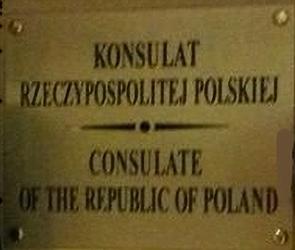 KONSULAT
RZECZYPOSPOLITEJ POLSKIEJ
CONSULATE
OF THE REPUBLIC OF POLAND